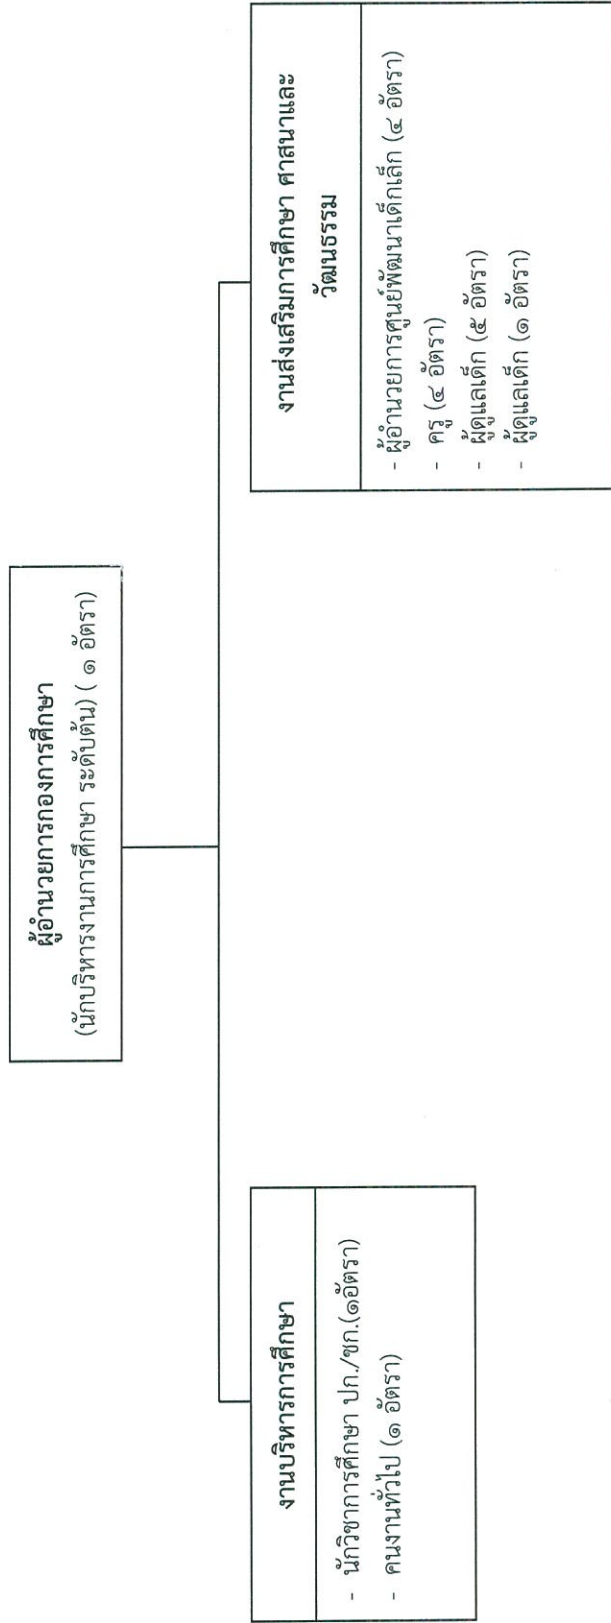 ผู้อำนวยการกองการศึกษา
(นักบริหารงานการศึกษา ระดับต้น) ( ๑ อัตรา)
งานบริหารการศึกษา
- นักวิชาการศึกษา ปก./ชก.(๑อัตรา)
- คนงานทั่วไป (๑ อัตรา)
งานส่งเสริมการศึกษา ศาสนาและ
วัฒนธรรม
- ผู้อำนวยการศูนย์พัฒนาเด็กเล็ก (๔ อัตรา)
- ครู (๔ อัตรา)
- ผู้ดูแลเด็ก (๕ อัตรา)
- ผู้ดูแลเด็ก (๑ อัตรา)